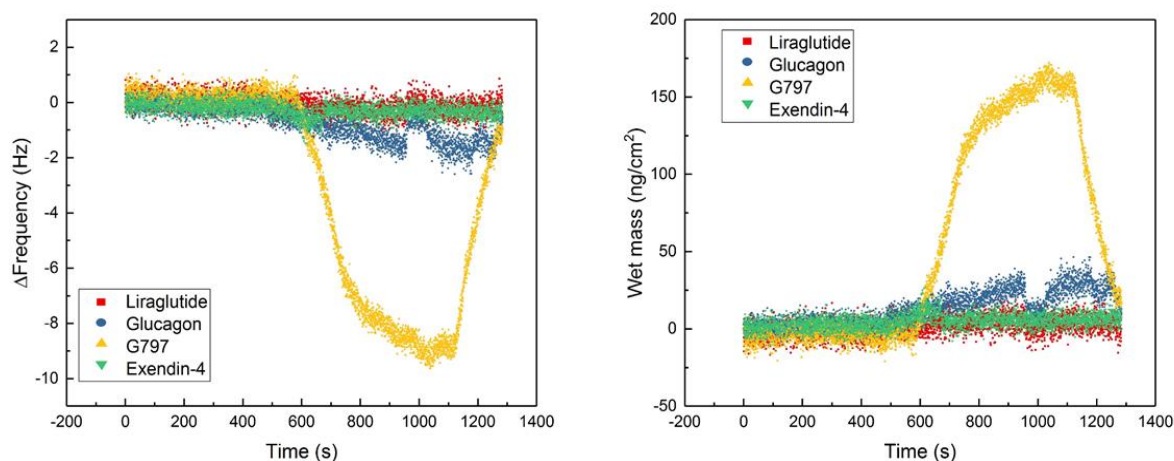 2
0
-2
-4
-6
-8
-10
ΔFrequency (Hz)
Liraglutide
Glucagon
G797
Exendin-4
-200 0 200 400 600 800 1000 1200 1400
Time (s)
200
150
100
50
0
-50
Wet mass (ng/cm²)
Liraglutide
Glucagon
G797
Exendin-4
-200 0 200 400 600 800 1000 1200 1400
Time (s)